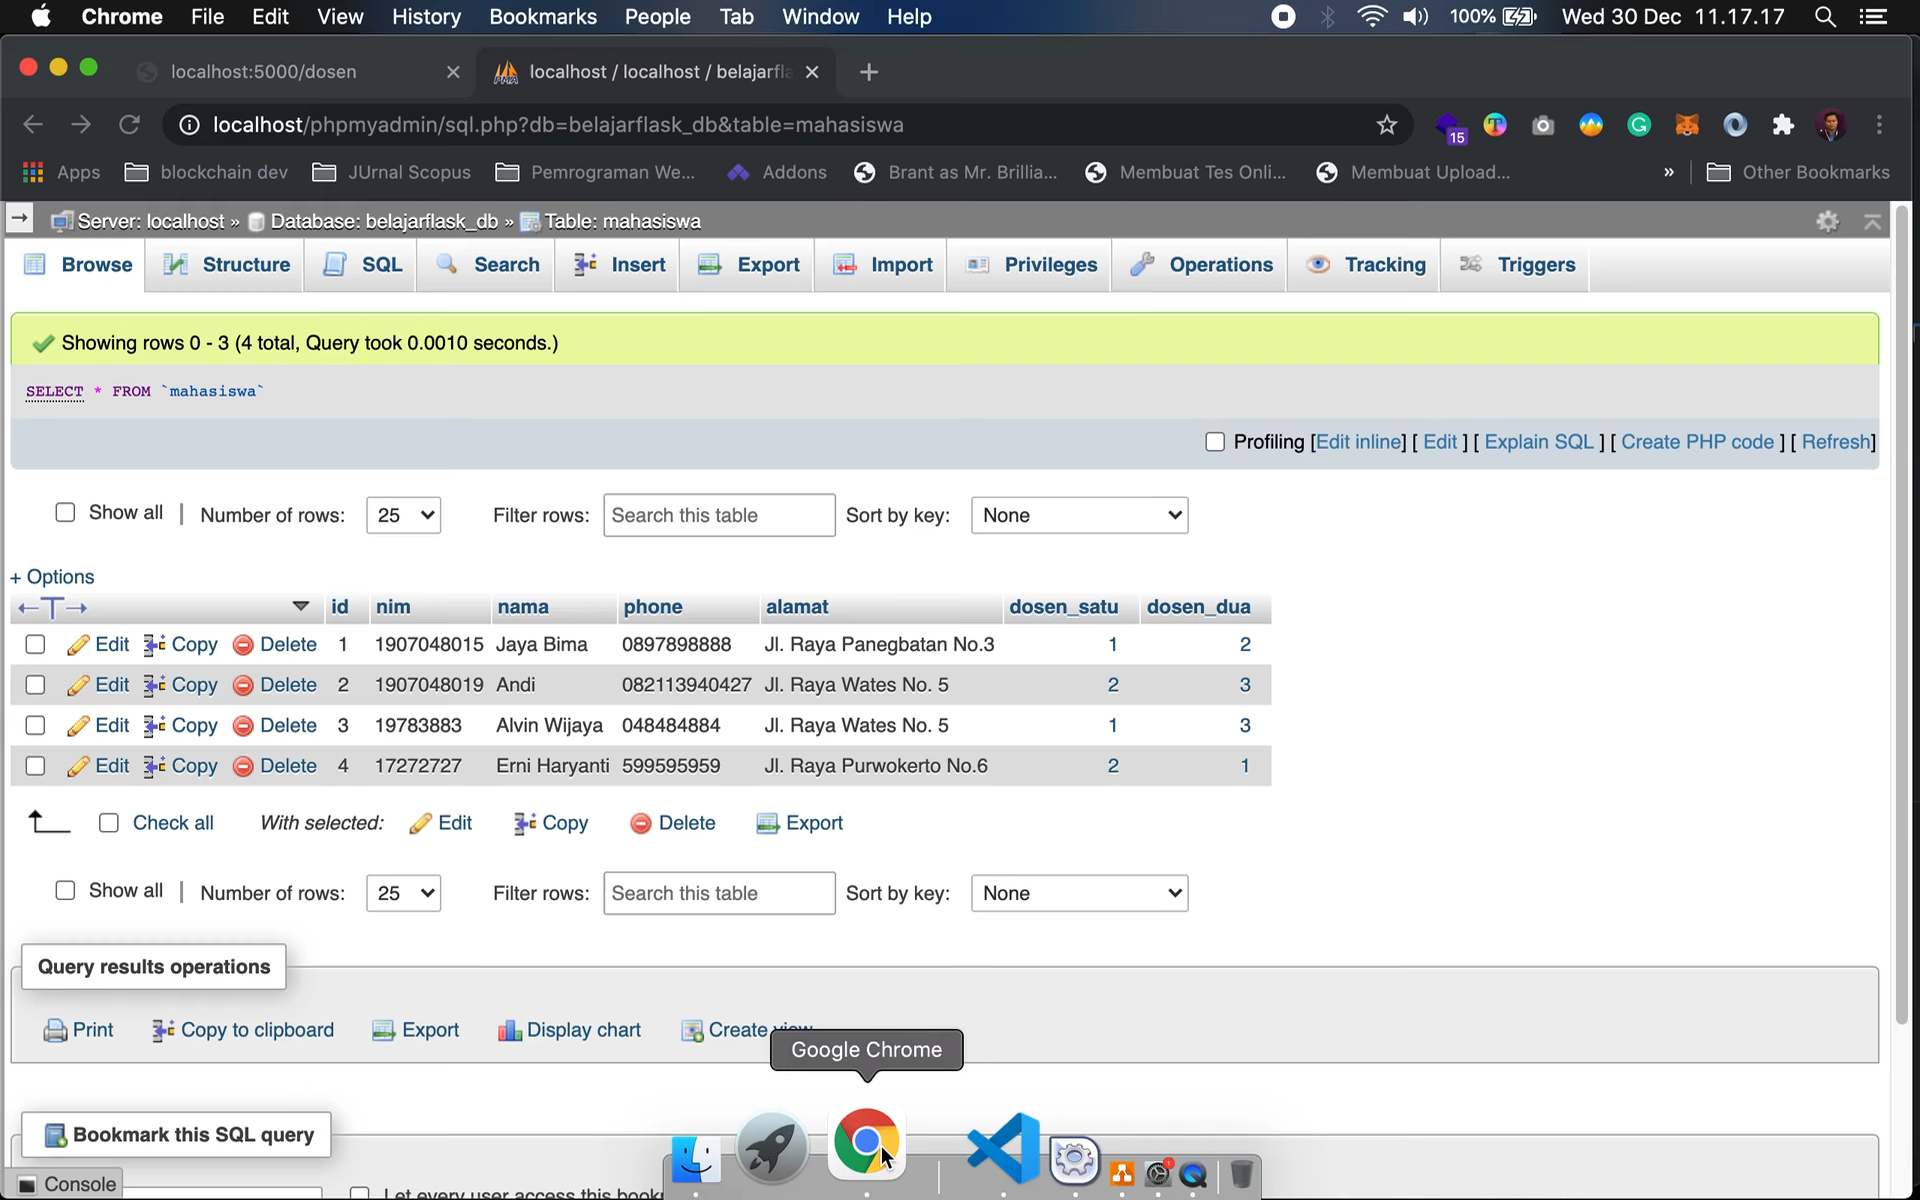 Chrome File Edit View History Bookmarks People Tab Window Help 100% Wed 30 Dec 11.17.17
localhost:5000/dosen
localhost / localhost / belajarfla
localhost/phpmyadmin/sql.php?db=belajarflask_db&table=mahasiswa
15
Apps blockchain dev JUrnal Scopus Pemrograman We... Addons Brant as Mr. Brillia... Membuat Tes Onli... Membuat Upload... » Other Bookmarks
Server: localhost » Database: belajarflask_db » Table: mahasiswa
Browse Structure SQL Search Insert Export Import Privileges Operations Tracking Triggers
Showing rows 0 - 3 (4 total, Query took 0.0010 seconds.)
SELECT * FROM `mahasiswa`
Profiling [Edit inline] [ Edit ] [ Explain SQL ] [ Create PHP code ] [ Refresh]
Show all | Number of rows: 25 Filter rows: Search this table Sort by key: None
+ Options
←T→ id nim nama phone alamat dosen_satu dosen_dua
Edit Copy Delete 1 1907048015 Jaya Bima 0897898888 Jl. Raya Panegbatan No.3 1 2
Edit Copy Delete 2 1907048019 Andi 082113940427 Jl. Raya Wates No. 5 2 3
Edit Copy Delete 3 19783883 Alvin Wijaya 048484884 Jl. Raya Wates No. 5 1 3
Edit Copy Delete 4 17272727 Erni Haryanti 599595959 Jl. Raya Purwokerto No.6 2 1
Check all With selected: Edit Copy Delete Export
Show all | Number of rows: 25 Filter rows: Search this table Sort by key: None
Query results operations
Print Copy to clipboard Export Display chart Create view
Google Chrome
Bookmark this SQL query
Console
Let every user access this book